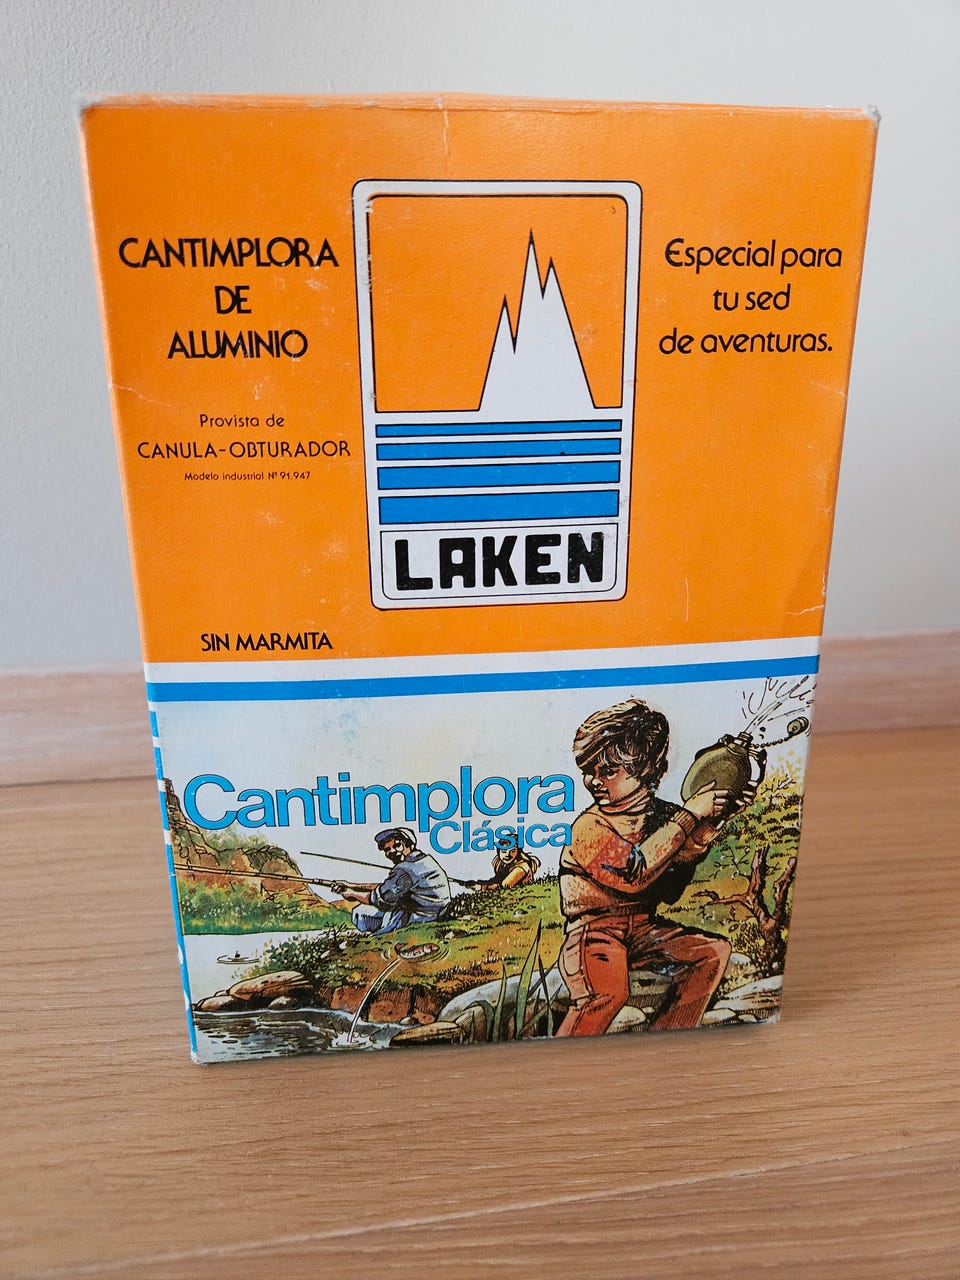 CANTIMPLORA
DE
ALUMINIO
Provista de
CANULA-OBTURADOR
Modelo industrial Nº 91.947
SIN MARMITA
LAKEN
Especial para
tu sed
de aventuras.
Cantimplora
Clásica